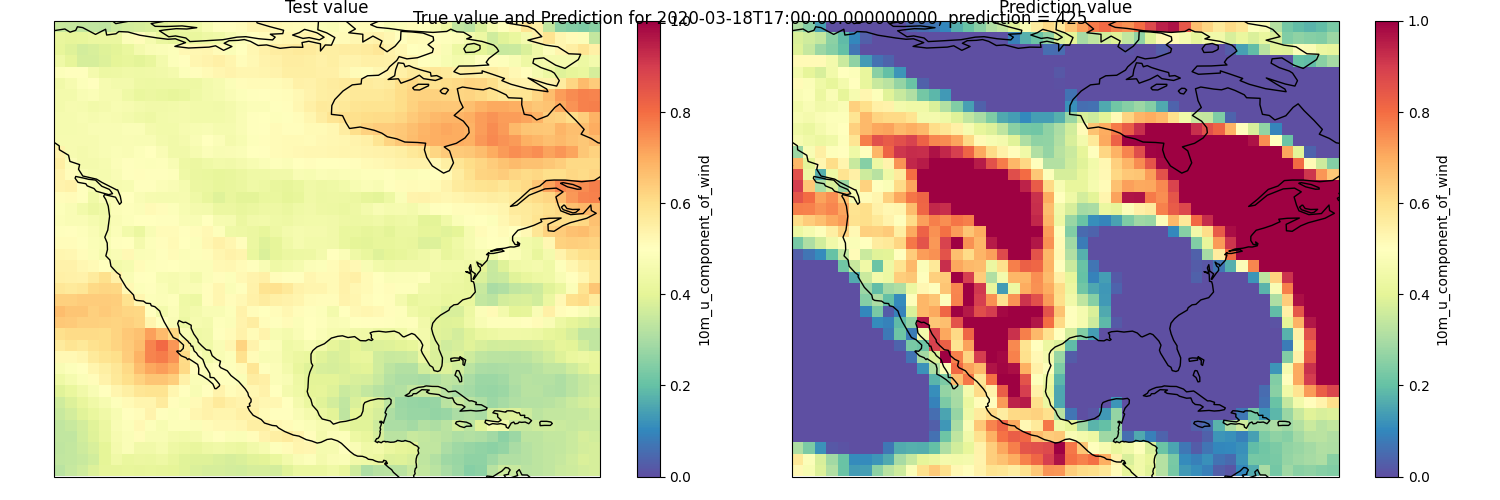 Test value
True value and Prediction for 2020-03-18T17:00:00.000000000, prediction = 425
Prediction value
1.0
0.8
0.6
0.4
0.2
0.0
10m_u_component_of_wind
1.0
0.8
0.6
0.4
0.2
0.0
10m_u_component_of_wind